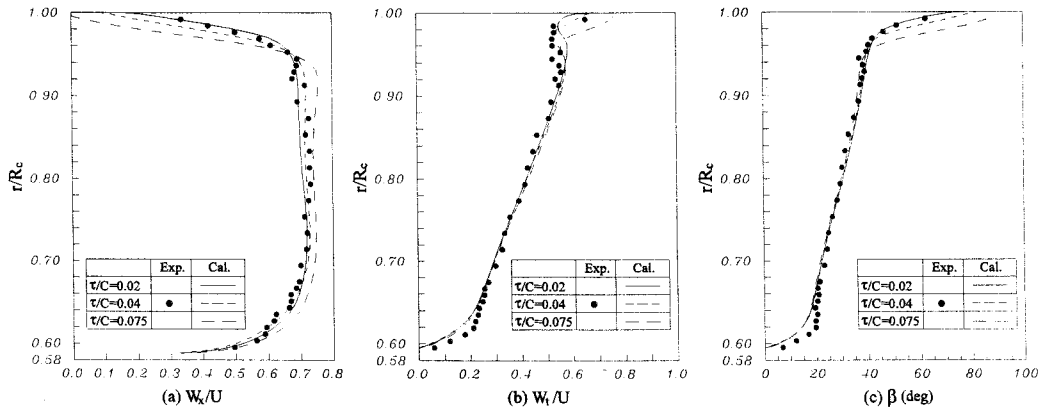 1.00
0.90
0.80
0.70
0.60
0.58
r/Rc
Exp. Cal.
τ/C=0.02
τ/C=0.04
τ/C=0.075
0.0 0.1 0.2 0.3 0.4 0.5 0.6 0.7 0.8
(a) Wx/U
1.00
0.90
0.80
0.70
0.60
0.58
r/Rc
Exp. Cal.
τ/C=0.02
τ/C=0.04
τ/C=0.075
0.0 0.2 0.4 0.6 0.8 1.0
(b) Wt/U
1.00
0.90
0.80
0.70
0.60
0.58
r/Rc
Exp. Cal.
τ/C=0.02
τ/C=0.04
τ/C=0.075
0 20 40 60 80 100
(c) β (deg)